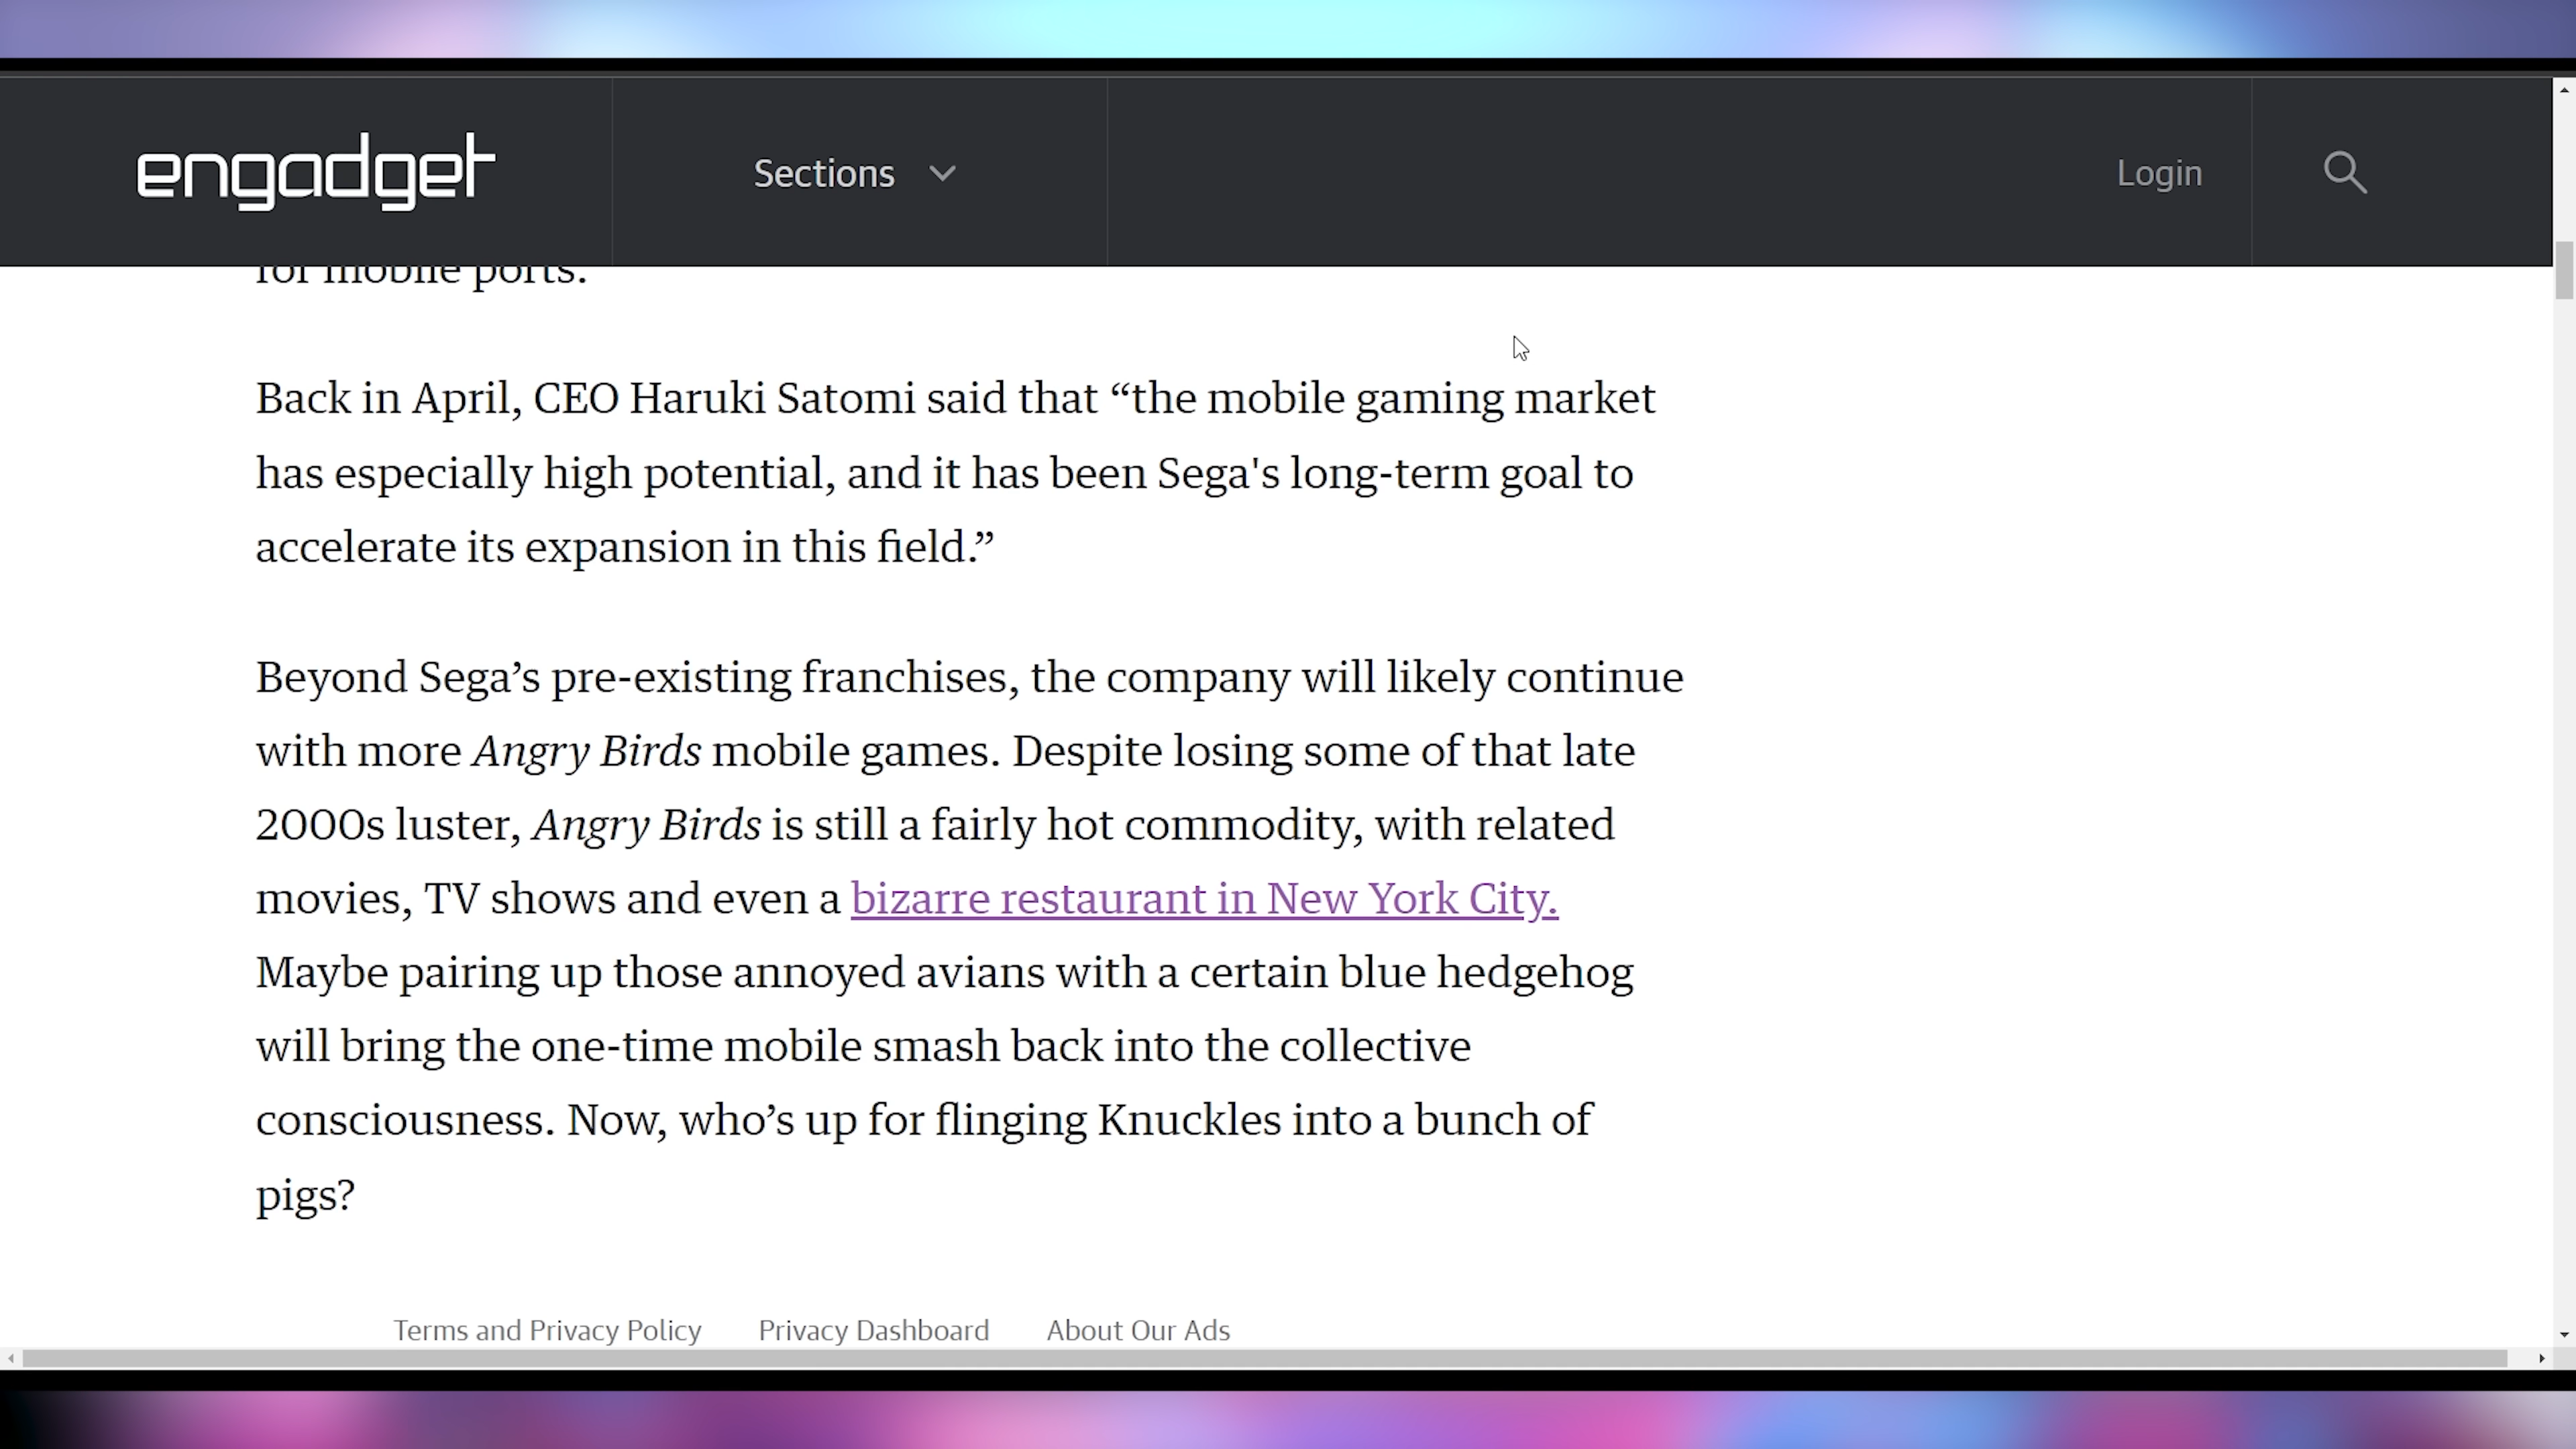 engadget
Sections
Login
for mobile ports.
Back in April, CEO Haruki Satomi said that “the mobile gaming market
has especially high potential, and it has been Sega's long-term goal to
accelerate its expansion in this field.”
Beyond Sega’s pre-existing franchises, the company will likely continue
with more Angry Birds mobile games. Despite losing some of that late
2000s luster, Angry Birds is still a fairly hot commodity, with related
movies, TV shows and even a bizarre restaurant in New York City.
Maybe pairing up those annoyed avians with a certain blue hedgehog
will bring the one-time mobile smash back into the collective
consciousness. Now, who’s up for flinging Knuckles into a bunch of
pigs?
Terms and Privacy Policy
Privacy Dashboard
About Our Ads